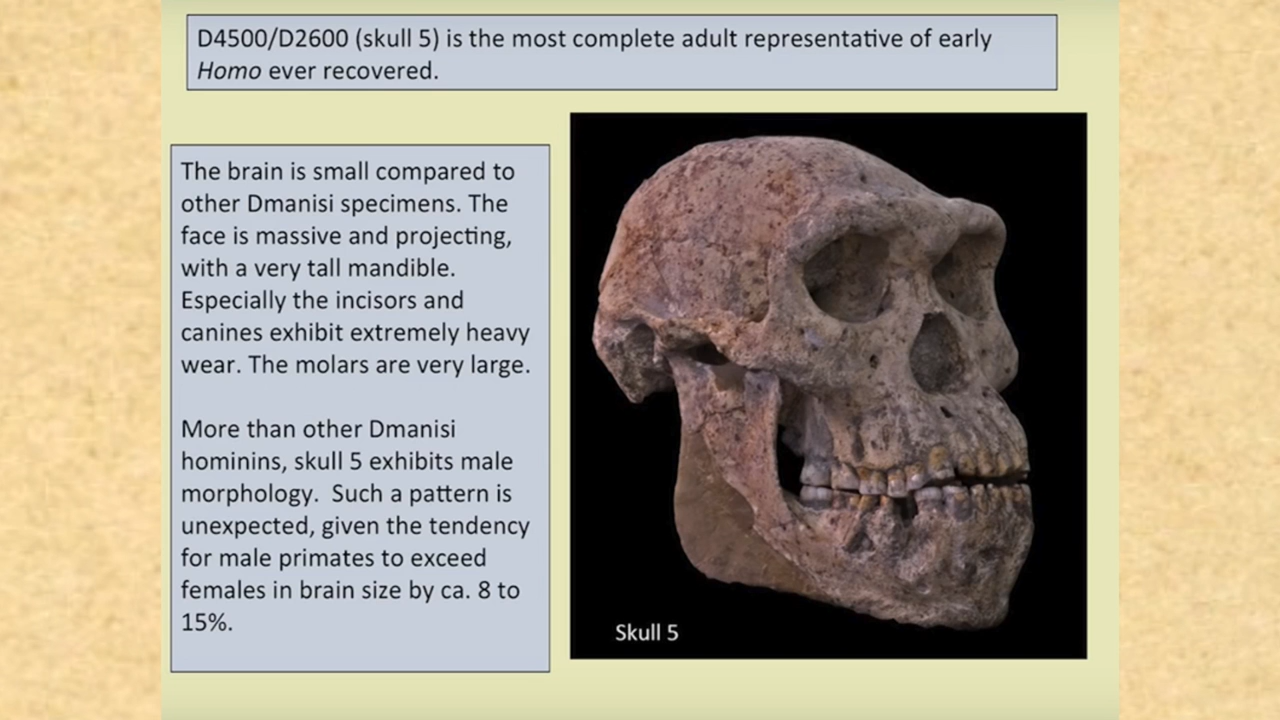 D4500/D2600 (skull 5) is the most complete adult representative of early
Homo ever recovered.
The brain is small compared to
other Dmanisi specimens. The
face is massive and projecting,
with a very tall mandible.
Especially the incisors and
canines exhibit extremely heavy
wear. The molars are very large.
More than other Dmanisi
hominins, skull 5 exhibits male
morphology. Such a pattern is
unexpected, given the tendency
for male primates to exceed
females in brain size by ca. 8 to
15%.
Skull 5